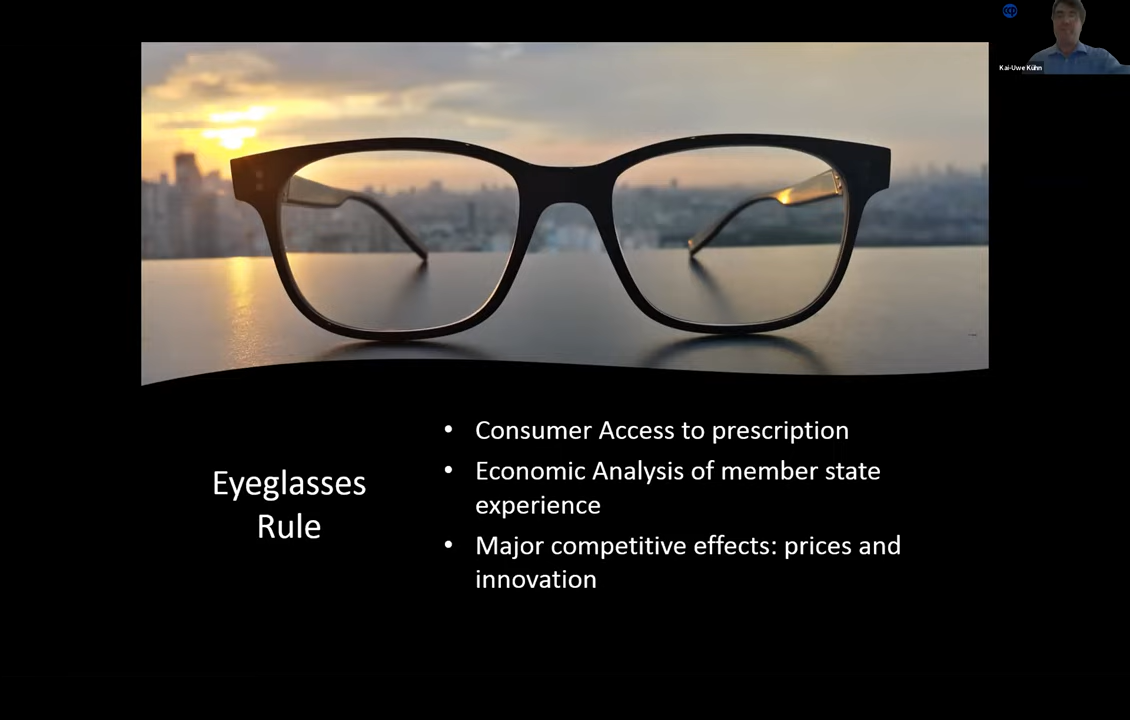 Kai-Uwe Kühn
Eyeglasses
Rule
• Consumer Access to prescription
• Economic Analysis of member state
experience
• Major competitive effects: prices and
innovation